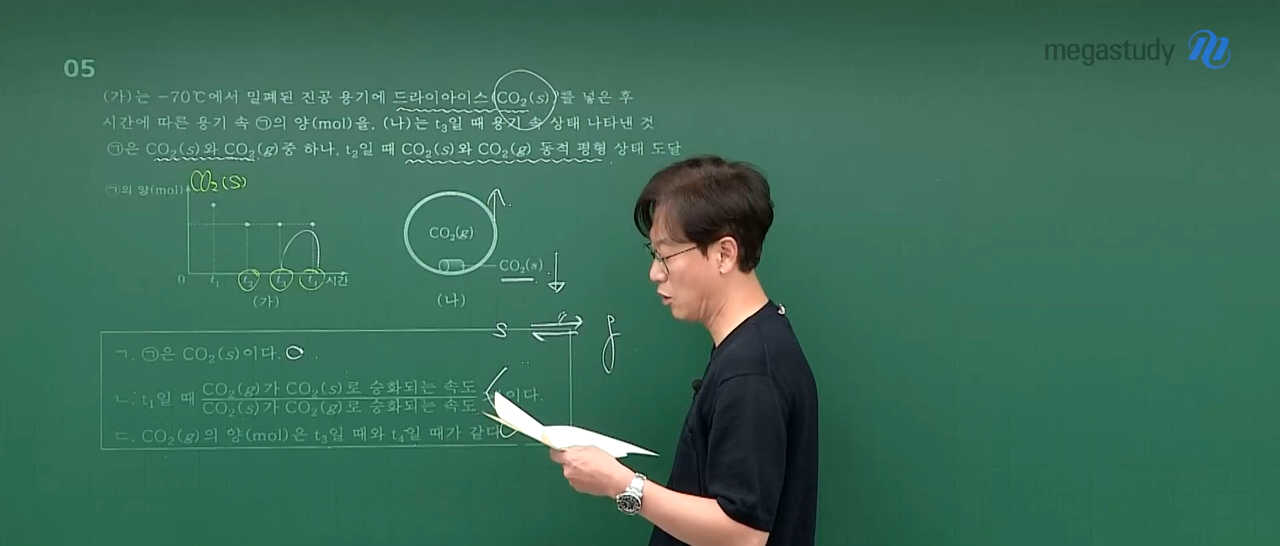 megastudy
05
(가)는 -70℃에서 밀폐된 진공 용기에 드라이아이스(CO₂(s))를 넣은 후
시간에 따른 용기 속 ㉠의 양(mol)을, (나)는 t₃일 때 용기 속 상태 나타낸 것
㉠은 CO₂(s)와 CO₂(g)중 하나, t₂일 때 CO₂(s)와 CO₂(g) 동적 평형 상태 도달
㉠의 양(mol)
CO₂(S)
0 t₁ t₂ t₃ t₄ 시간
(가)
CO₂(g)
CO₂(s)
(나)
s ⇌ g
ㄱ. ㉠은 CO₂(s)이다.
ㄴ. t₁일 때 CO₂(g)가 CO₂(s)로 승화되는 속도
CO₂(s)가 CO₂(g)로 승화되는 속도 이다.
ㄷ. CO₂(g)의 양(mol)은 t₃일 때와 t₄일 때가 같다